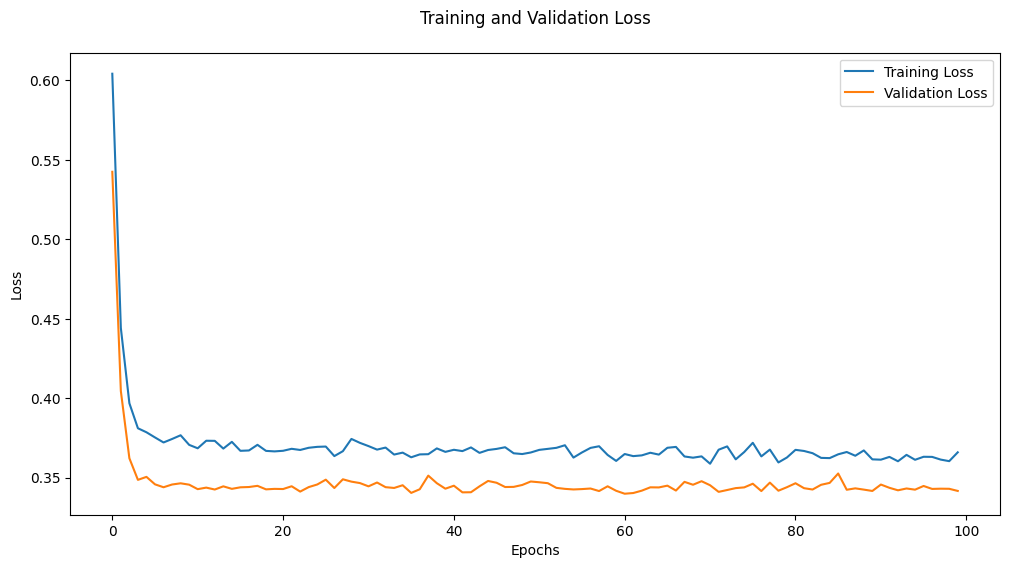 Training and Validation Loss
Training Loss
Validation Loss
0.60
0.55
0.50
0.45
0.40
0.35
Loss
0 20 40 60 80 100
Epochs